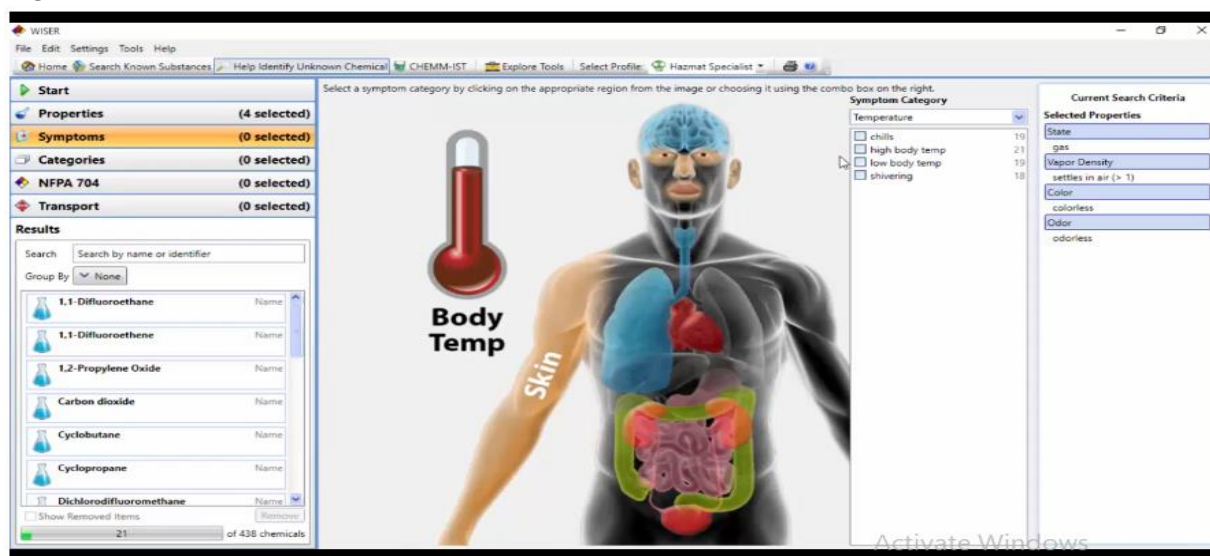 WISER
File Edit Settings Tools Help
Home Search Known Substances Help Identify Unknown Chemical CHEMM-IST Explore Tools Select Profile: Hazmat Specialist
Start
Properties (4 selected)
Symptoms (0 selected)
Categories (0 selected)
NFPA 704 (0 selected)
Transport (0 selected)
Results
Search Search by name or identifier
Group By None
1,1-Difluoroethane Name
1,1-Difluoroethene Name
1,2-Propylene Oxide Name
Carbon dioxide Name
Cyclobutane Name
Cyclopropane Name
Dichlorodifluoromethane Name
Show Removed Items Remove
21 of 438 chemicals
Select a symptom category by clicking on the appropriate region from the image or choosing it using the combo box on the right.
Body
Temp
Skin
Symptom Category
Temperature
chills 19
high body temp 21
low body temp 19
shivering 18
Current Search Criteria
Selected Properties
State
gas
Vapor Density
settles in air (> 1)
Color
colorless
Odor
odorless
Activate Windows